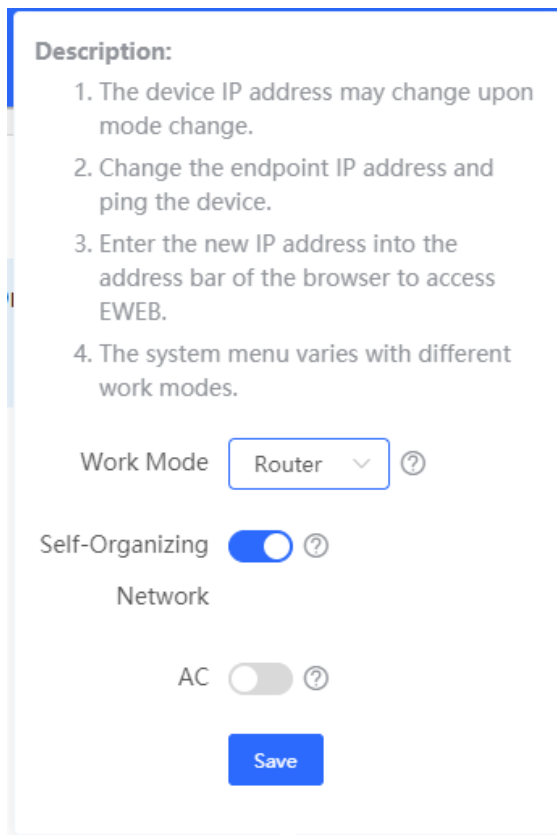 Description:
1. The device IP address may change upon
mode change.
2. Change the endpoint IP address and
ping the device.
3. Enter the new IP address into the
address bar of the browser to access
EWEB.
4. The system menu varies with different
work modes.
Work Mode Router ?
Self-Organizing ?
Network
AC ?
Save